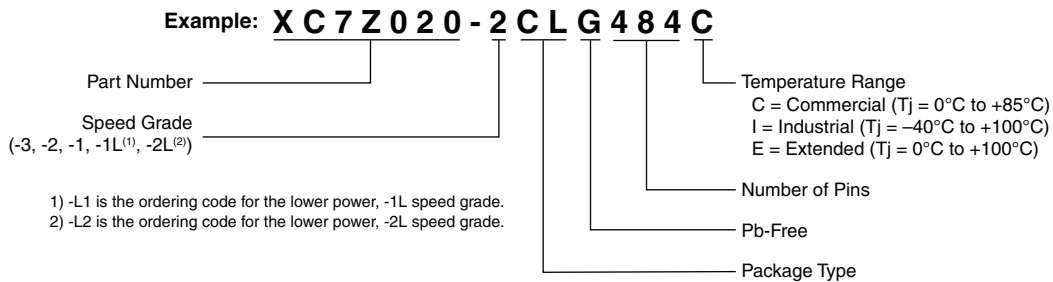 Example: XC7Z020-2CLG484C
Part Number
Speed Grade
(-3, -2, -1, -1L(1), -2L(2))
1) -L1 is the ordering code for the lower power, -1L speed grade.
2) -L2 is the ordering code for the lower power, -2L speed grade.
Temperature Range
C = Commercial (Tj = 0°C to +85°C)
I = Industrial (Tj = –40°C to +100°C)
E = Extended (Tj = 0°C to +100°C)
Number of Pins
Pb-Free
Package Type